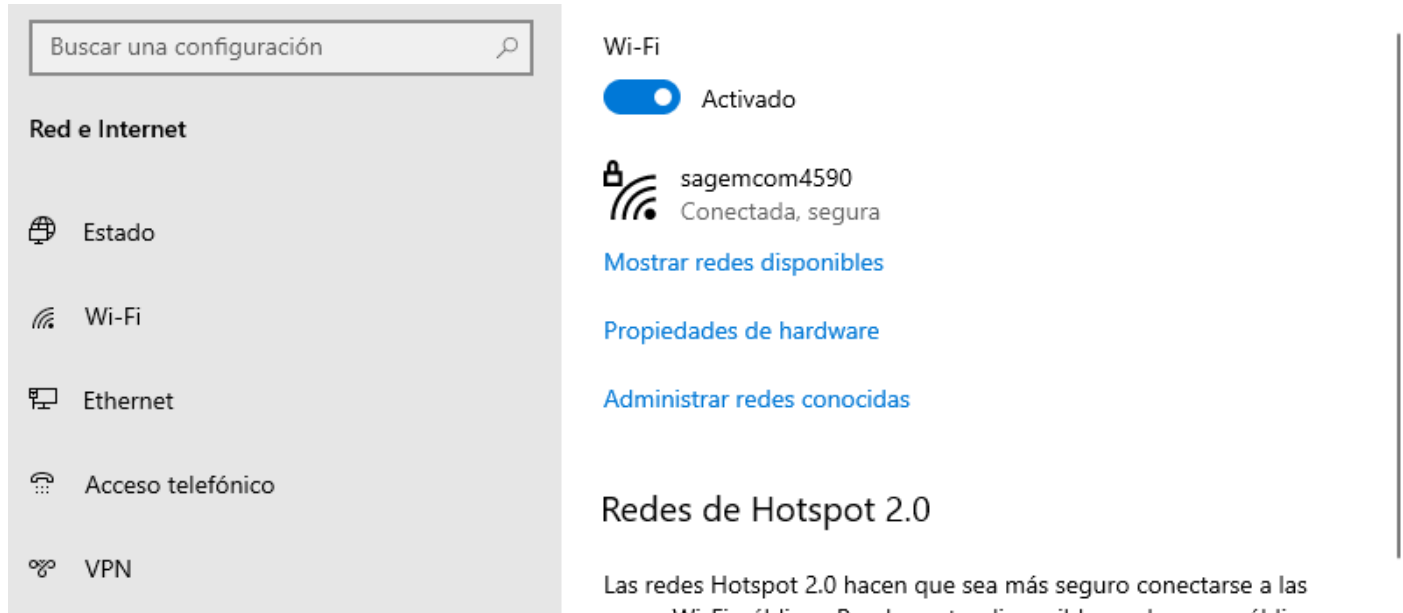 Buscar una configuración
Red e Internet
Estado
Wi-Fi
Ethernet
Acceso telefónico
VPN
Wi-Fi
Activado
sagemcom4590
Conectada, segura
Mostrar redes disponibles
Propiedades de hardware
Administrar redes conocidas
Redes de Hotspot 2.0
Las redes Hotspot 2.0 hacen que sea más seguro conectarse a las